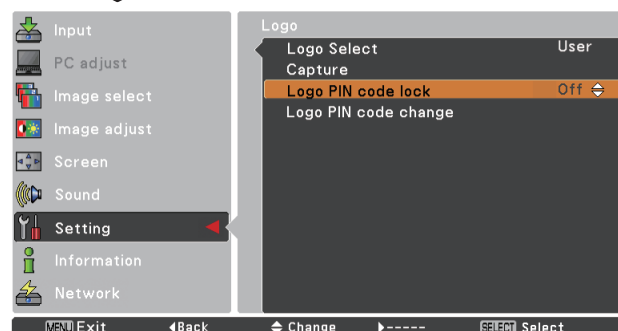 Input
PC adjust
Image select
Image adjust
Screen
Sound
Setting
Information
Network
Logo
Logo Select User
Capture
Logo PIN code lock Off
Logo PIN code change
MENU Exit Back Change ----- SELECT Select